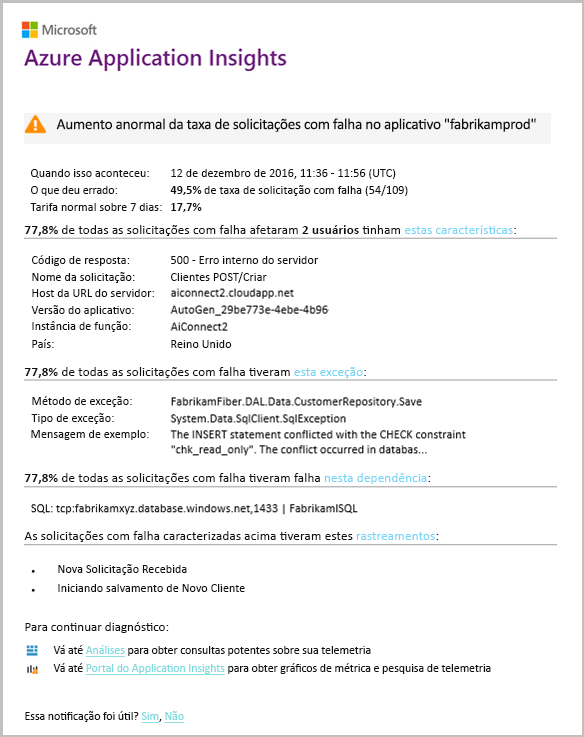 Microsoft
Azure Application Insights
Aumento anormal da taxa de solicitações com falha no aplicativo "fabrikamprod"
Quando isso aconteceu: 12 de dezembro de 2016, 11:36 - 11:56 (UTC)
O que deu errado: 49,5% de taxa de solicitação com falha (54/109)
Tarifa normal sobre 7 dias: 17,7%
77,8% de todas as solicitações com falha afetaram 2 usuários tinham estas características:
Código de resposta: 500 - Erro interno do servidor
Nome da solicitação: Clientes POST/Criar
Host da URL do servidor: aiconnect2.cloudapp.net
Versão do aplicativo: AutoGen_29be773e-4ebe-4b96
Instância de função: AiConnect2
País: Reino Unido
77,8% de todas as solicitações com falha tiveram esta exceção:
Método de exceção: FabrikamFiber.DAL.Data.CustomerRepository.Save
Tipo de exceção: System.Data.SqlClient.SqlException
Mensagem de exemplo: The INSERT statement conflicted with the CHECK constraint
"chk_read_only". The conflict occurred in databas...
77,8% de todas as solicitações com falha tiveram falha nesta dependência:
SQL: tcp:fabrikamxyz.database.windows.net,1433 | FabrikamISQL
As solicitações com falha caracterizadas acima tiveram estes rastreamentos:
• Nova Solicitação Recebida
• Iniciando salvamento de Novo Cliente
Para continuar diagnóstico:
Vá até Análises para obter consultas potentes sobre sua telemetria
Vá até Portal do Application Insights para obter gráficos de métrica e pesquisa de telemetria
Essa notificação foi útil? Sim, Não